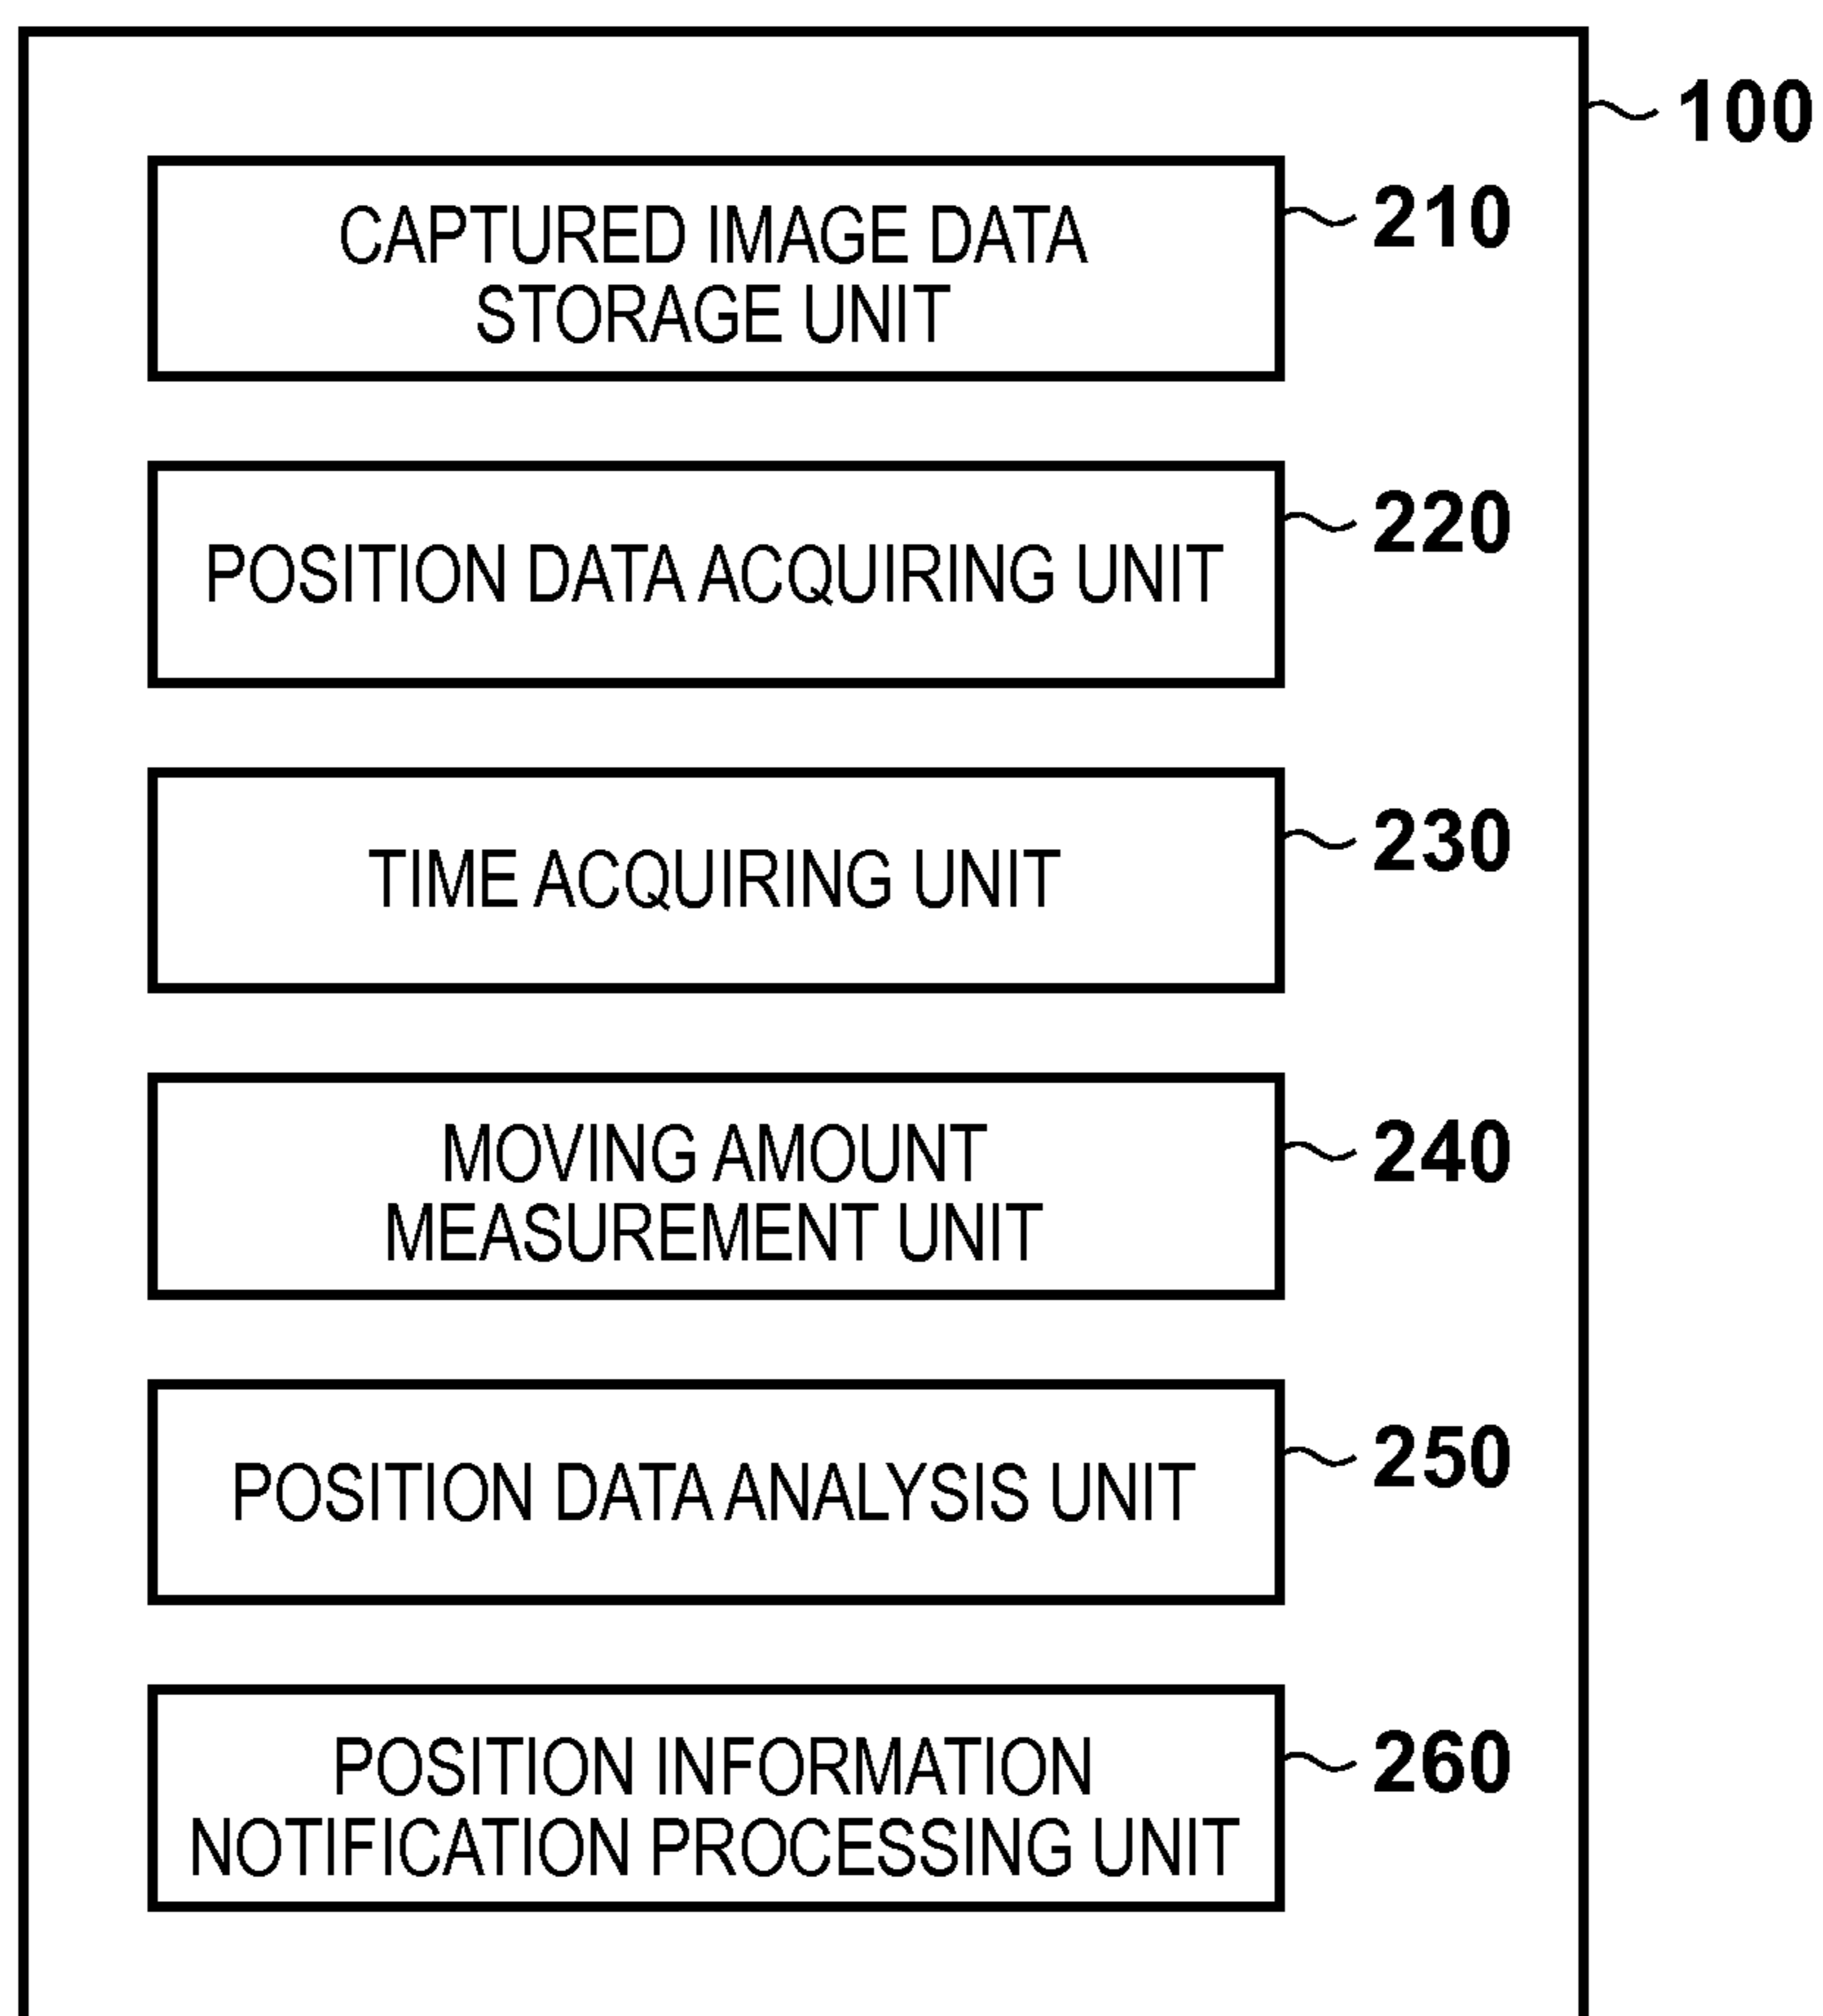 100
CAPTURED IMAGE DATA
STORAGE UNIT
210
POSITION DATA ACQUIRING UNIT
220
TIME ACQUIRING UNIT
230
MOVING AMOUNT
MEASUREMENT UNIT
240
POSITION DATA ANALYSIS UNIT
250
POSITION INFORMATION
NOTIFICATION PROCESSING UNIT
260